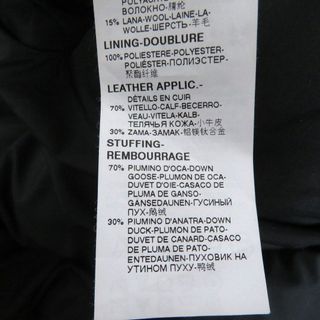 ВОЛОКНО-腈纶
15% LANA-WOOL-LAINE-LA-
WOLLE-ШЕРСТЬ-羊毛
LINING-DOUBLURE
100% POLIESTERE-POLYESTER-
POLIÉSTER-ПОЛИЭСТЕР-
聚酯纤维
LEATHER APPLIC.-
DÉTAILS EN CUIR
70% VITELLO-CALF-BECERRO-
VEAU-VITELA-KALB-
ТЕЛЯЧЬЯ КОЖА-小牛皮
30% ZAMA-ZAMAK-铝镁钛合金
STUFFING-
REMBOURRAGE
70% PIUMINO D'OCA-DOWN
GOOSE-PLUMON DE OCA-
DUVET D'OIE-CASACO
DE PLUMA DE GANSO-
GANSEDAUNEN-ГУСИНЫЙ
ПУХ-鹅绒
30% PIUMINO D'ANATRA-DOWN
DUCK-PLUMON DE PATO-
DUVET DE CANARD-CASACO
DE PLUMA DE PATO-
ENTEDAUNEN-ПУХОВИК НА
УТИНОМ ПУХУ-鸭绒